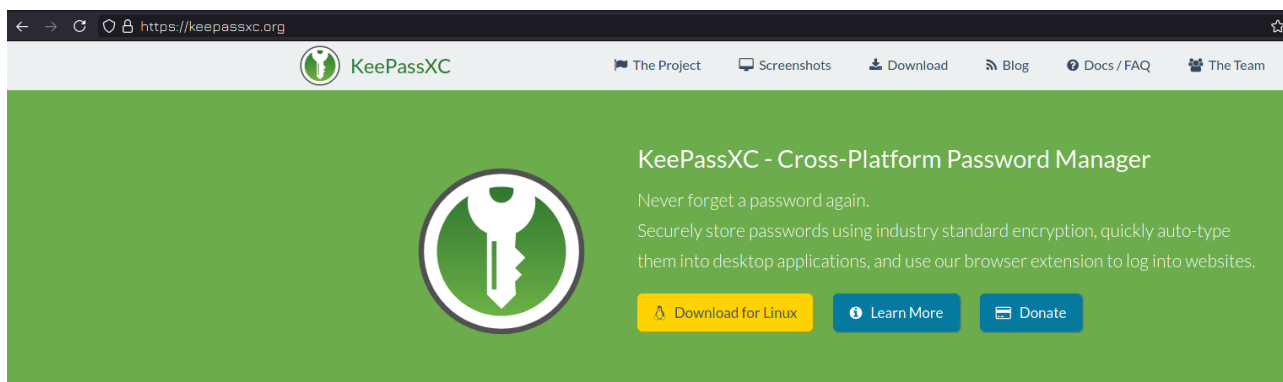 https://keepassxc.org
KeePassXC
The Project
Screenshots
Download
Blog
Docs / FAQ
The Team
KeePassXC - Cross-Platform Password Manager
Never forget a password again.
Securely store passwords using industry standard encryption, quickly auto-type
them into desktop applications, and use our browser extension to log into websites.
Download for Linux
Learn More
Donate